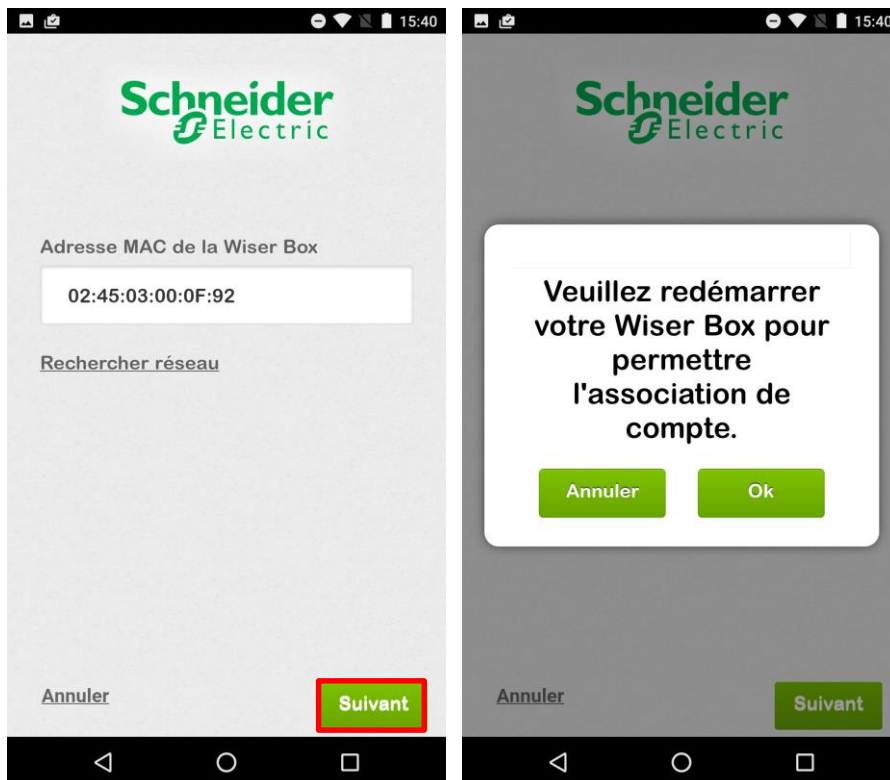 15:40
Schneider
Electric
Adresse MAC de la Wiser Box
02:45:03:00:0F:92
Rechercher réseau
Annuler
Suivant
15:40
Schneider
Electric
Veuillez redémarrer
votre Wiser Box pour
permettre
l'association de
compte.
Annuler
Ok
Annuler
Suivant